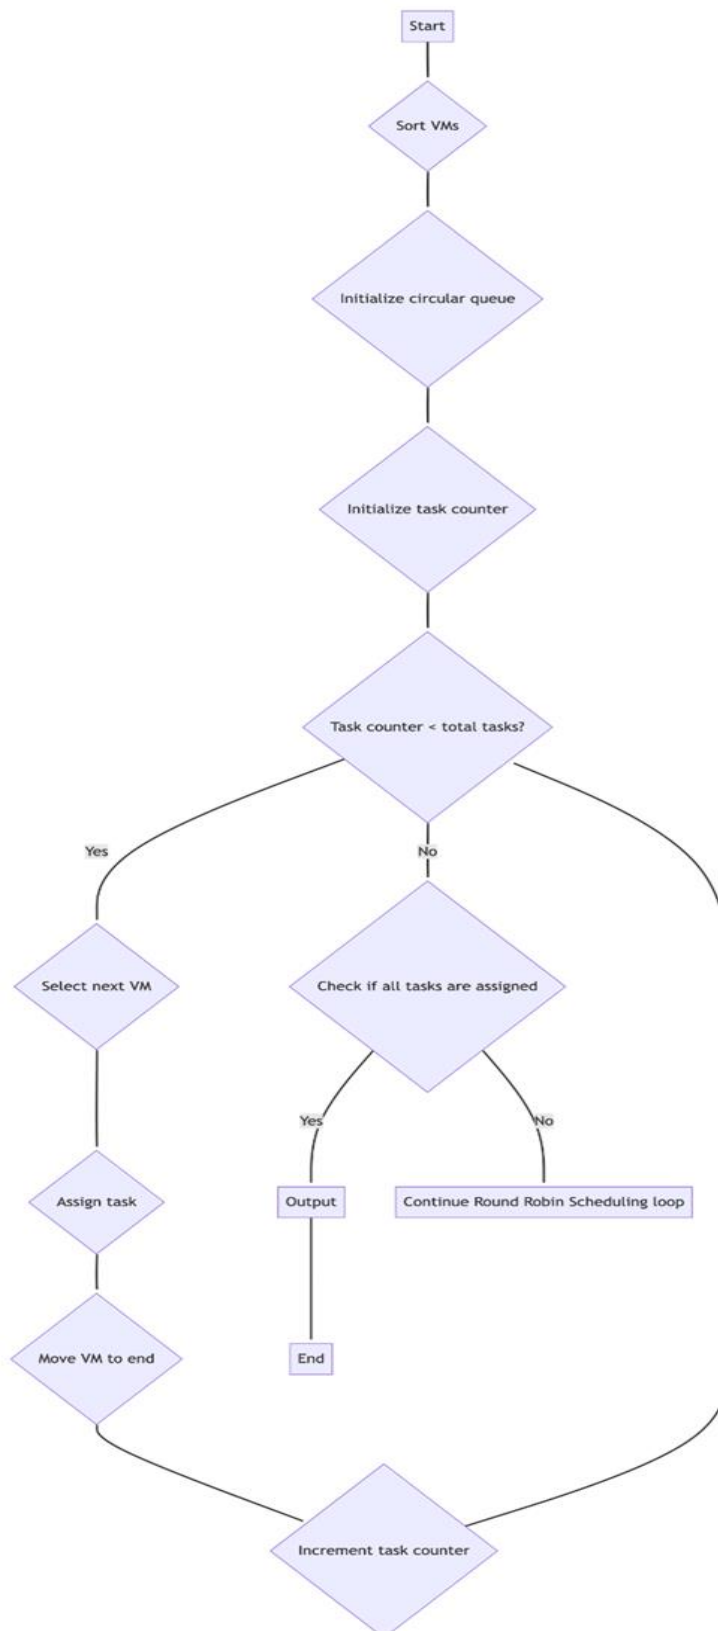 Start
Sort VMs
Initialize circular queue
Initialize task counter
Task counter < total tasks?
Yes
No
Select next VM
Check if all tasks are assigned
Yes
No
Assign task
Output
Continue Round Robin Scheduling loop
Move VM to end
End
Increment task counter